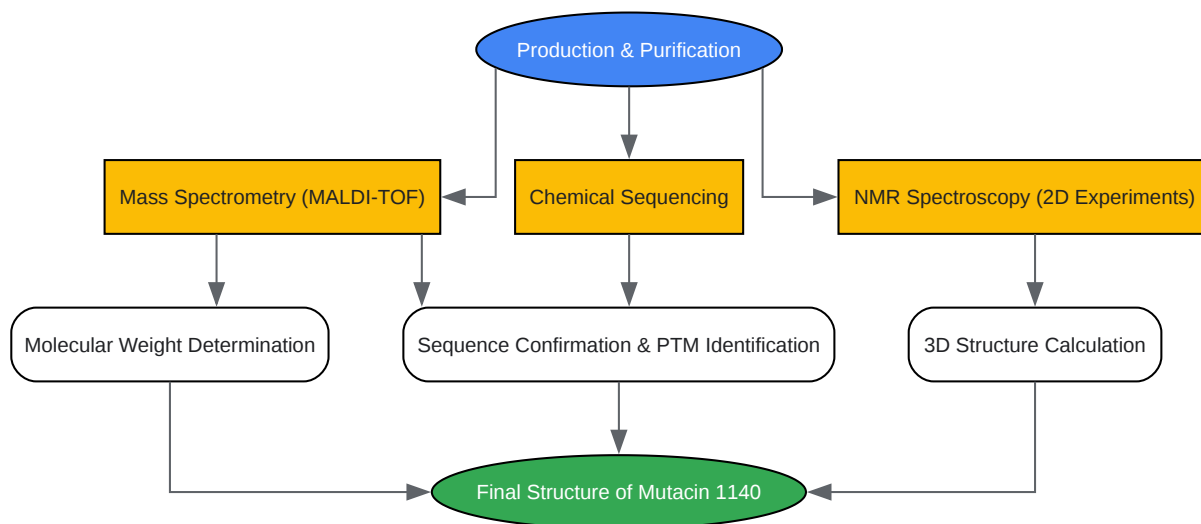 Production & Purification
Mass Spectrometry (MALDI-TOF)
Chemical Sequencing
NMR Spectroscopy (2D Experiments)
Molecular Weight Determination
Sequence Confirmation & PTM Identification
3D Structure Calculation
Final Structure of Mutacin 1140